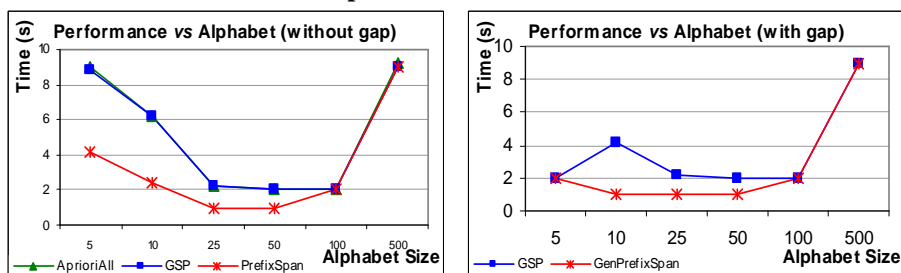 Performance vs Alphabet (without gap)
Time (s)
10
8
6
4
2
0
5 10 25 50 100 500
Alphabet Size
AprioriAll GSP PrefixSpan
Performance vs Alphabet (with gap)
Time (s)
10
8
6
4
2
0
5 10 25 50 100 500
Alphabet Size
GSP GenPrefixSpan